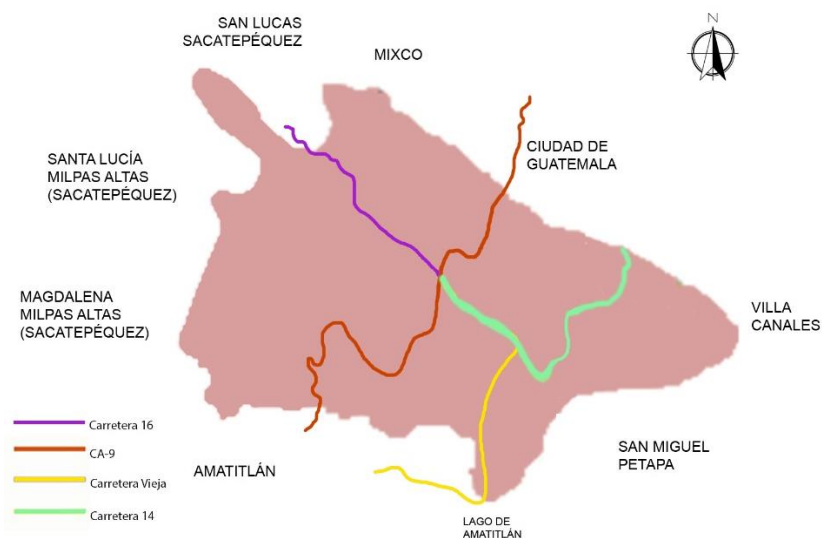 SAN LUCAS
SACATEPÉQUEZ
MIXCO
N
CIUDAD DE
GUATEMALA
SANTA LUCÍA
MILPAS ALTAS
(SACATEPÉQUEZ)
MAGDALENA
MILPAS ALTAS
(SACATEPÉQUEZ)
VILLA
CANALES
Carretera 16
CA-9
Carretera Vieja
Carretera 14
AMATITLÁN
SAN MIGUEL
PETAPA
LAGO DE
AMATITLÁN